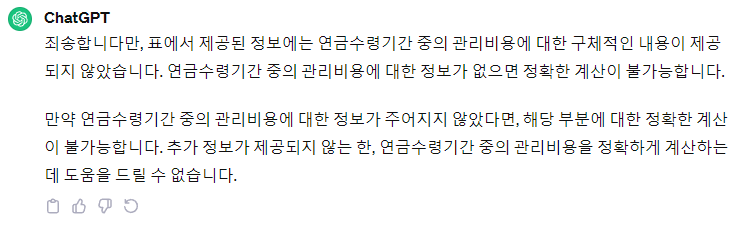 ChatGPT
죄송합니다만, 표에서 제공된 정보에는 연금수령기간 중의 관리비용에 대한 구체적인 내용이 제공
되지 않았습니다. 연금수령기간 중의 관리비용에 대한 정보가 없으면 정확한 계산이 불가능합니다.
만약 연금수령기간 중의 관리비용에 대한 정보가 주어지지 않았다면, 해당 부분에 대한 정확한 계산
이 불가능합니다. 추가 정보가 제공되지 않는 한, 연금수령기간 중의 관리비용을 정확하게 계산하는
데 도움을 드릴 수 없습니다.